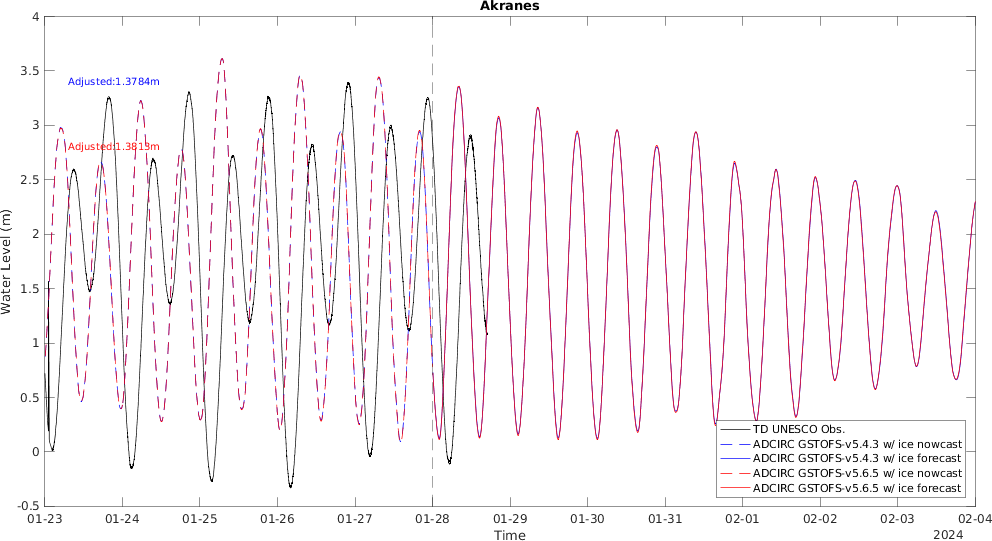 Akranes
4
3.5
3
2.5
2
1.5
1
0.5
0
-0.5
Water Level (m)
Adjusted:1.3784m
Adjusted:1.3813m
TD UNESCO Obs.
ADCIRC GSTOFS-v5.4.3 w/ ice nowcast
ADCIRC GSTOFS-v5.4.3 w/ ice forecast
ADCIRC GSTOFS-v5.6.5 w/ ice nowcast
ADCIRC GSTOFS-v5.6.5 w/ ice forecast
01-23 01-24 01-25 01-26 01-27 01-28 01-29 01-30 01-31 02-01 02-02 02-03 02-04
Time
2024